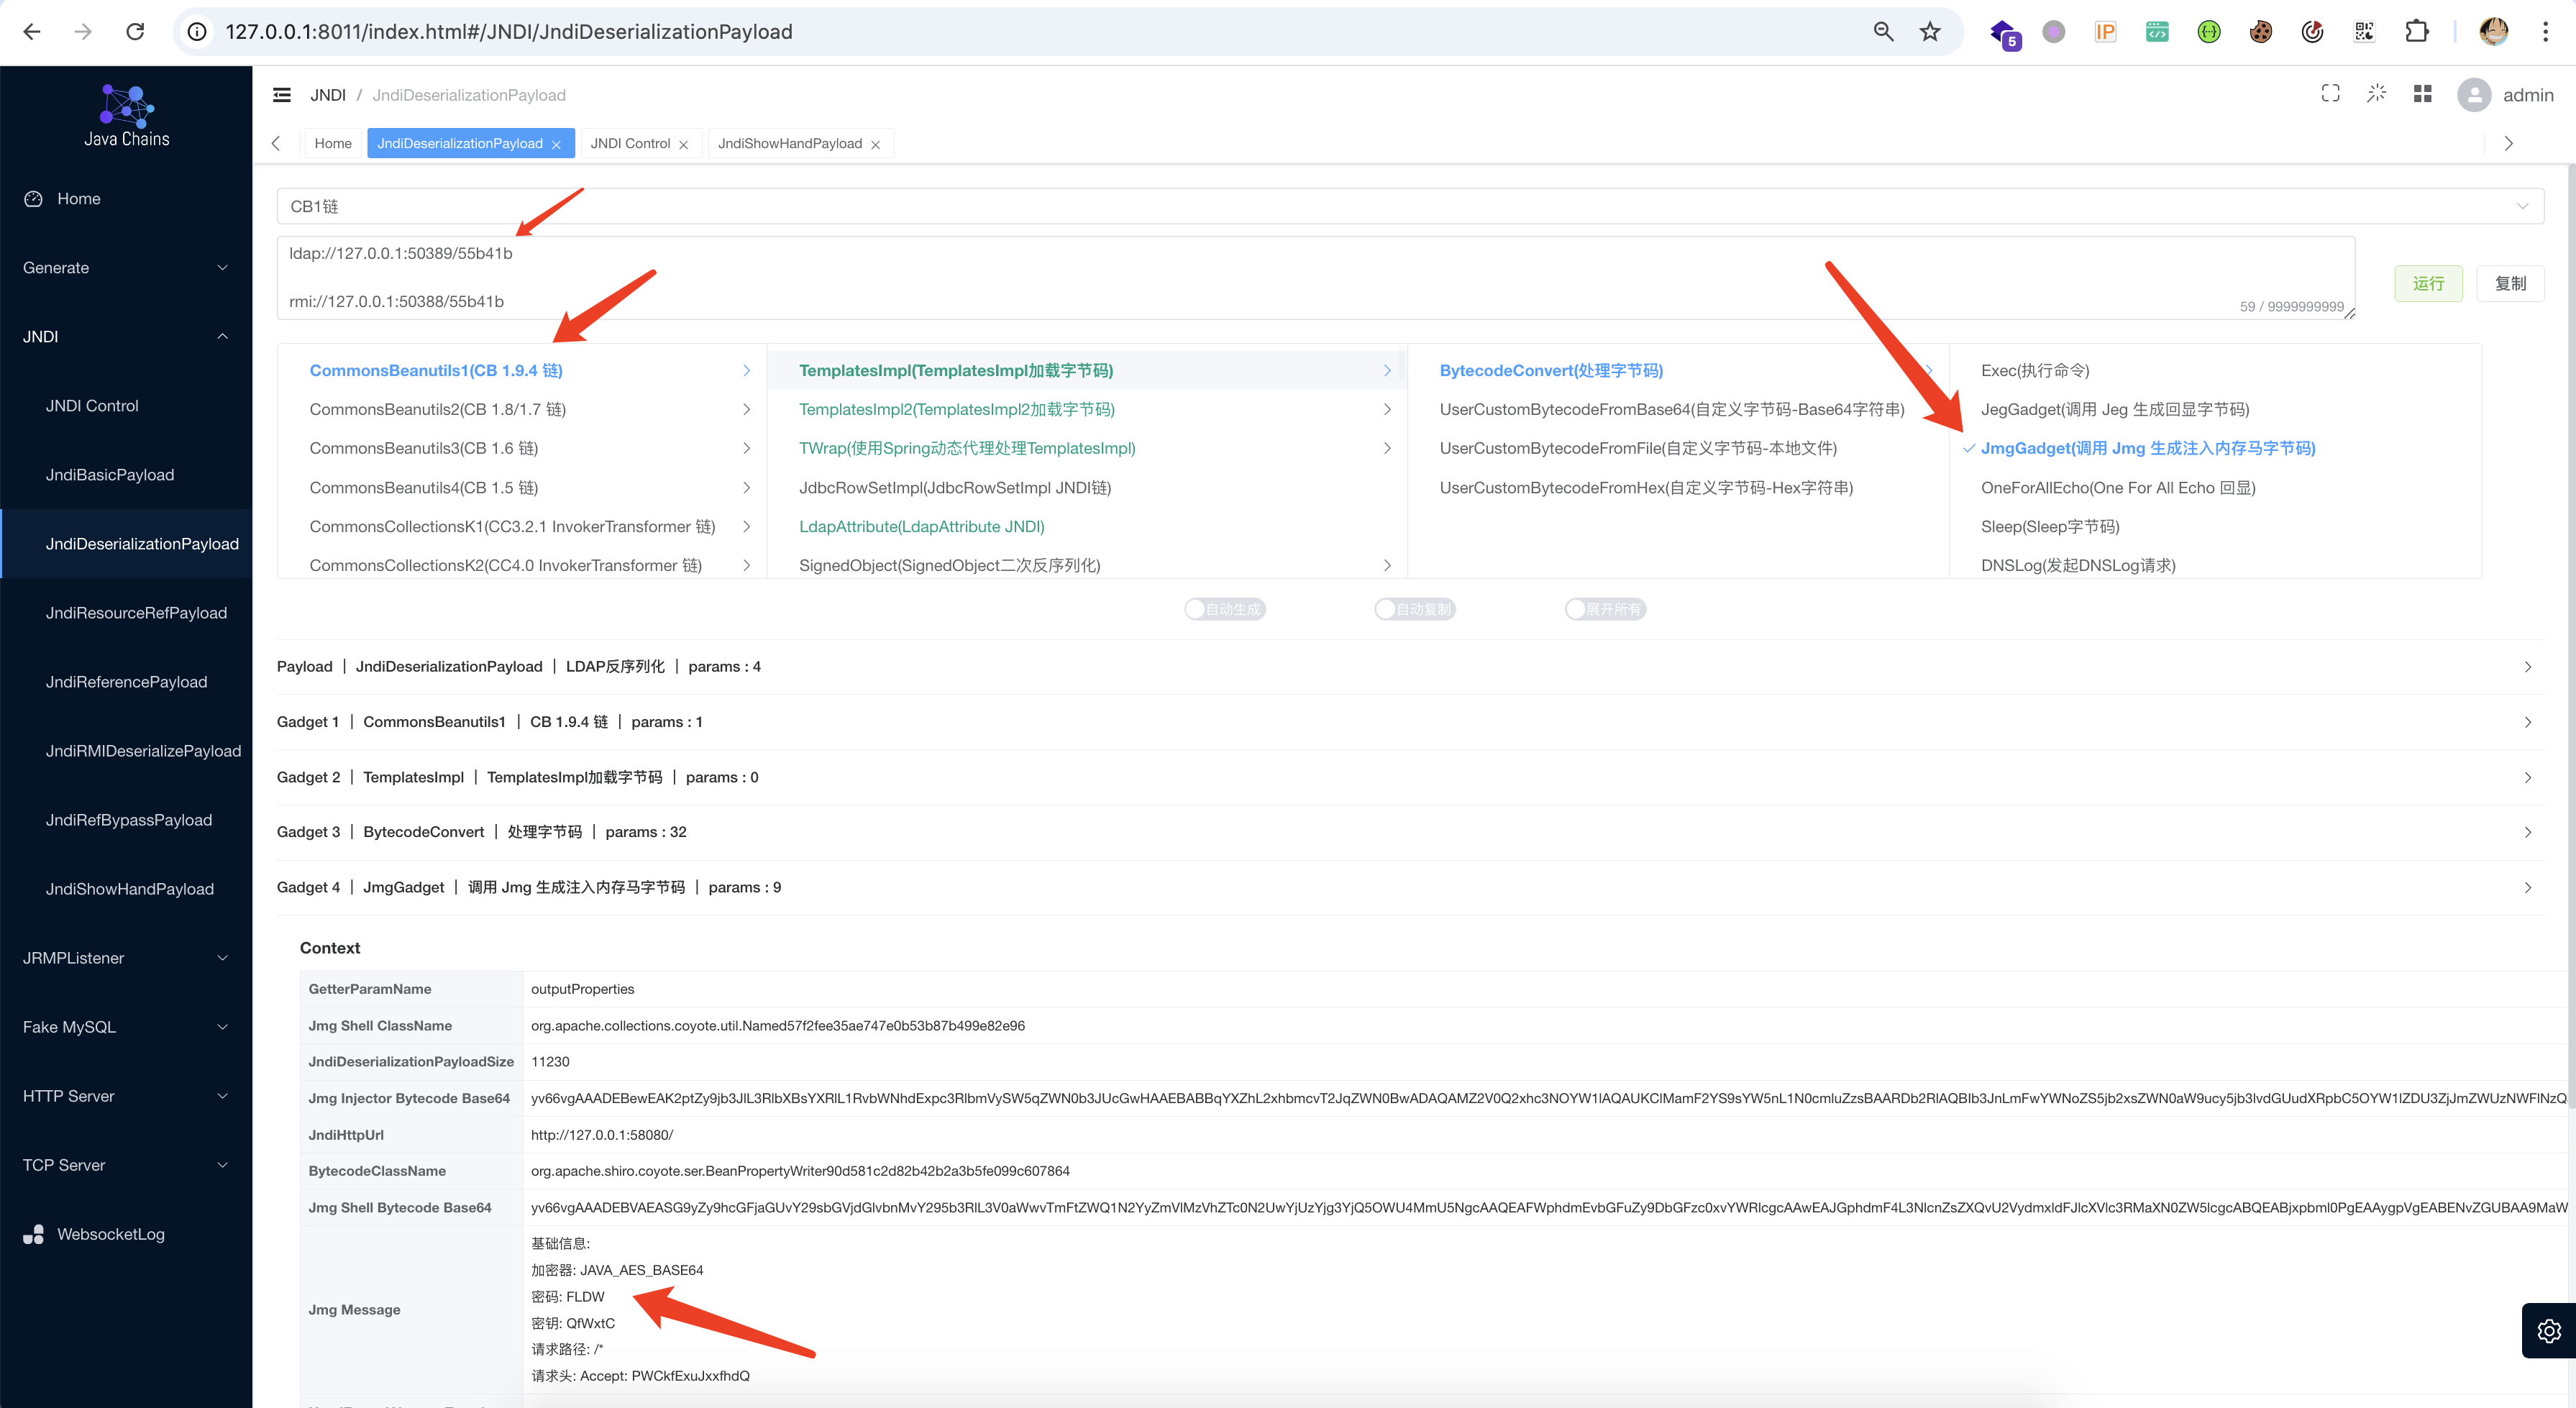 127.0.0.1:8011/index.html#/JNDI/JndiDeserializationPayload
5
IP
Java Chains
Home
Generate
JNDI
JNDI Control
JndiBasicPayload
JndiDeserializationPayload
JndiResourceRefPayload
JndiReferencePayload
JndiRMIDeserializePayload
JndiRefBypassPayload
JndiShowHandPayload
JRMPListener
Fake MySQL
HTTP Server
TCP Server
WebsocketLog
JNDI / JndiDeserializationPayload
admin
Home JndiDeserializationPayload JNDI Control JndiShowHandPayload
CB1链
ldap://127.0.0.1:50389/55b41b
rmi://127.0.0.1:50388/55b41b
59 / 9999999999
运行 复制
CommonsBeanutils1(CB 1.9.4 链)
CommonsBeanutils2(CB 1.8/1.7 链)
CommonsBeanutils3(CB 1.6 链)
CommonsBeanutils4(CB 1.5 链)
CommonsCollectionsK1(CC3.2.1 InvokerTransformer 链)
CommonsCollectionsK2(CC4.0 InvokerTransformer 链)
TemplatesImpl(TemplatesImpl加载字节码)
TemplatesImpl2(TemplatesImpl2加载字节码)
TWrap(使用Spring动态代理处理TemplatesImpl)
JdbcRowSetImpl(JdbcRowSetImpl JNDI链)
LdapAttribute(LdapAttribute JNDI)
SignedObject(SignedObject二次反序列化)
BytecodeConvert(处理字节码)
UserCustomBytecodeFromBase64(自定义字节码-Base64字符串)
UserCustomBytecodeFromFile(自定义字节码-本地文件)
UserCustomBytecodeFromHex(自定义字节码-Hex字符串)
Exec(执行命令)
JegGadget(调用 Jeg 生成回显字节码)
JmgGadget(调用 Jmg 生成注入内存马字节码)
OneForAllEcho(One For All Echo 回显)
Sleep(Sleep字节码)
DNSLog(发起DNSLog请求)
自动生成 自动复制 展开所有
Payload | JndiDeserializationPayload | LDAP反序列化 | params : 4
Gadget 1 | CommonsBeanutils1 | CB 1.9.4 链 | params : 1
Gadget 2 | TemplatesImpl | TemplatesImpl加载字节码 | params : 0
Gadget 3 | BytecodeConvert | 处理字节码 | params : 32
Gadget 4 | JmgGadget | 调用 Jmg 生成注入内存马字节码 | params : 9
Context
GetterParamName outputProperties
Jmg Shell ClassName org.apache.collections.coyote.util.Named57f2fee35ae747e0b53b87b499e82e96
JndiDeserializationPayloadSize 11230
Jmg Injector Bytecode Base64
JndiHttpUrl http://127.0.0.1:58080/
BytecodeClassName org.apache.shiro.coyote.ser.BeanPropertyWriter90d581c2d82b42b2a3b5fe099c607864
Jmg Shell Bytecode Base64
Jmg Message
基础信息:
加密器: JAVA_AES_BASE64
密码: FLDW
密钥: QfWxtC
请求路径: /*
请求头: Accept: PWCkfExuJxxfhdQ